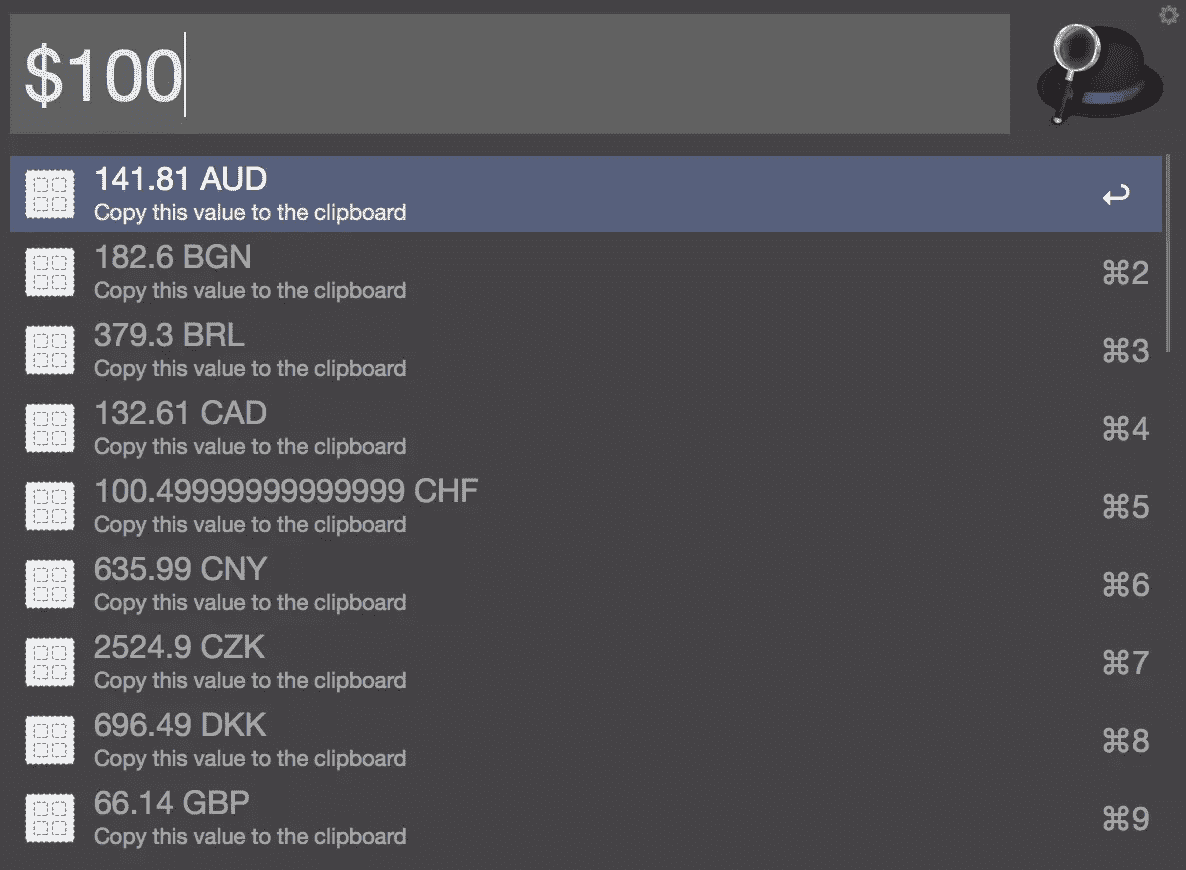 $100
141.81 AUD
Copy this value to the clipboard
182.6 BGN
Copy this value to the clipboard
⌘2
379.3 BRL
Copy this value to the clipboard
⌘3
132.61 CAD
Copy this value to the clipboard
⌘4
100.49999999999999 CHF
Copy this value to the clipboard
⌘5
635.99 CNY
Copy this value to the clipboard
⌘6
2524.9 CZK
Copy this value to the clipboard
⌘7
696.49 DKK
Copy this value to the clipboard
⌘8
66.14 GBP
Copy this value to the clipboard
⌘9